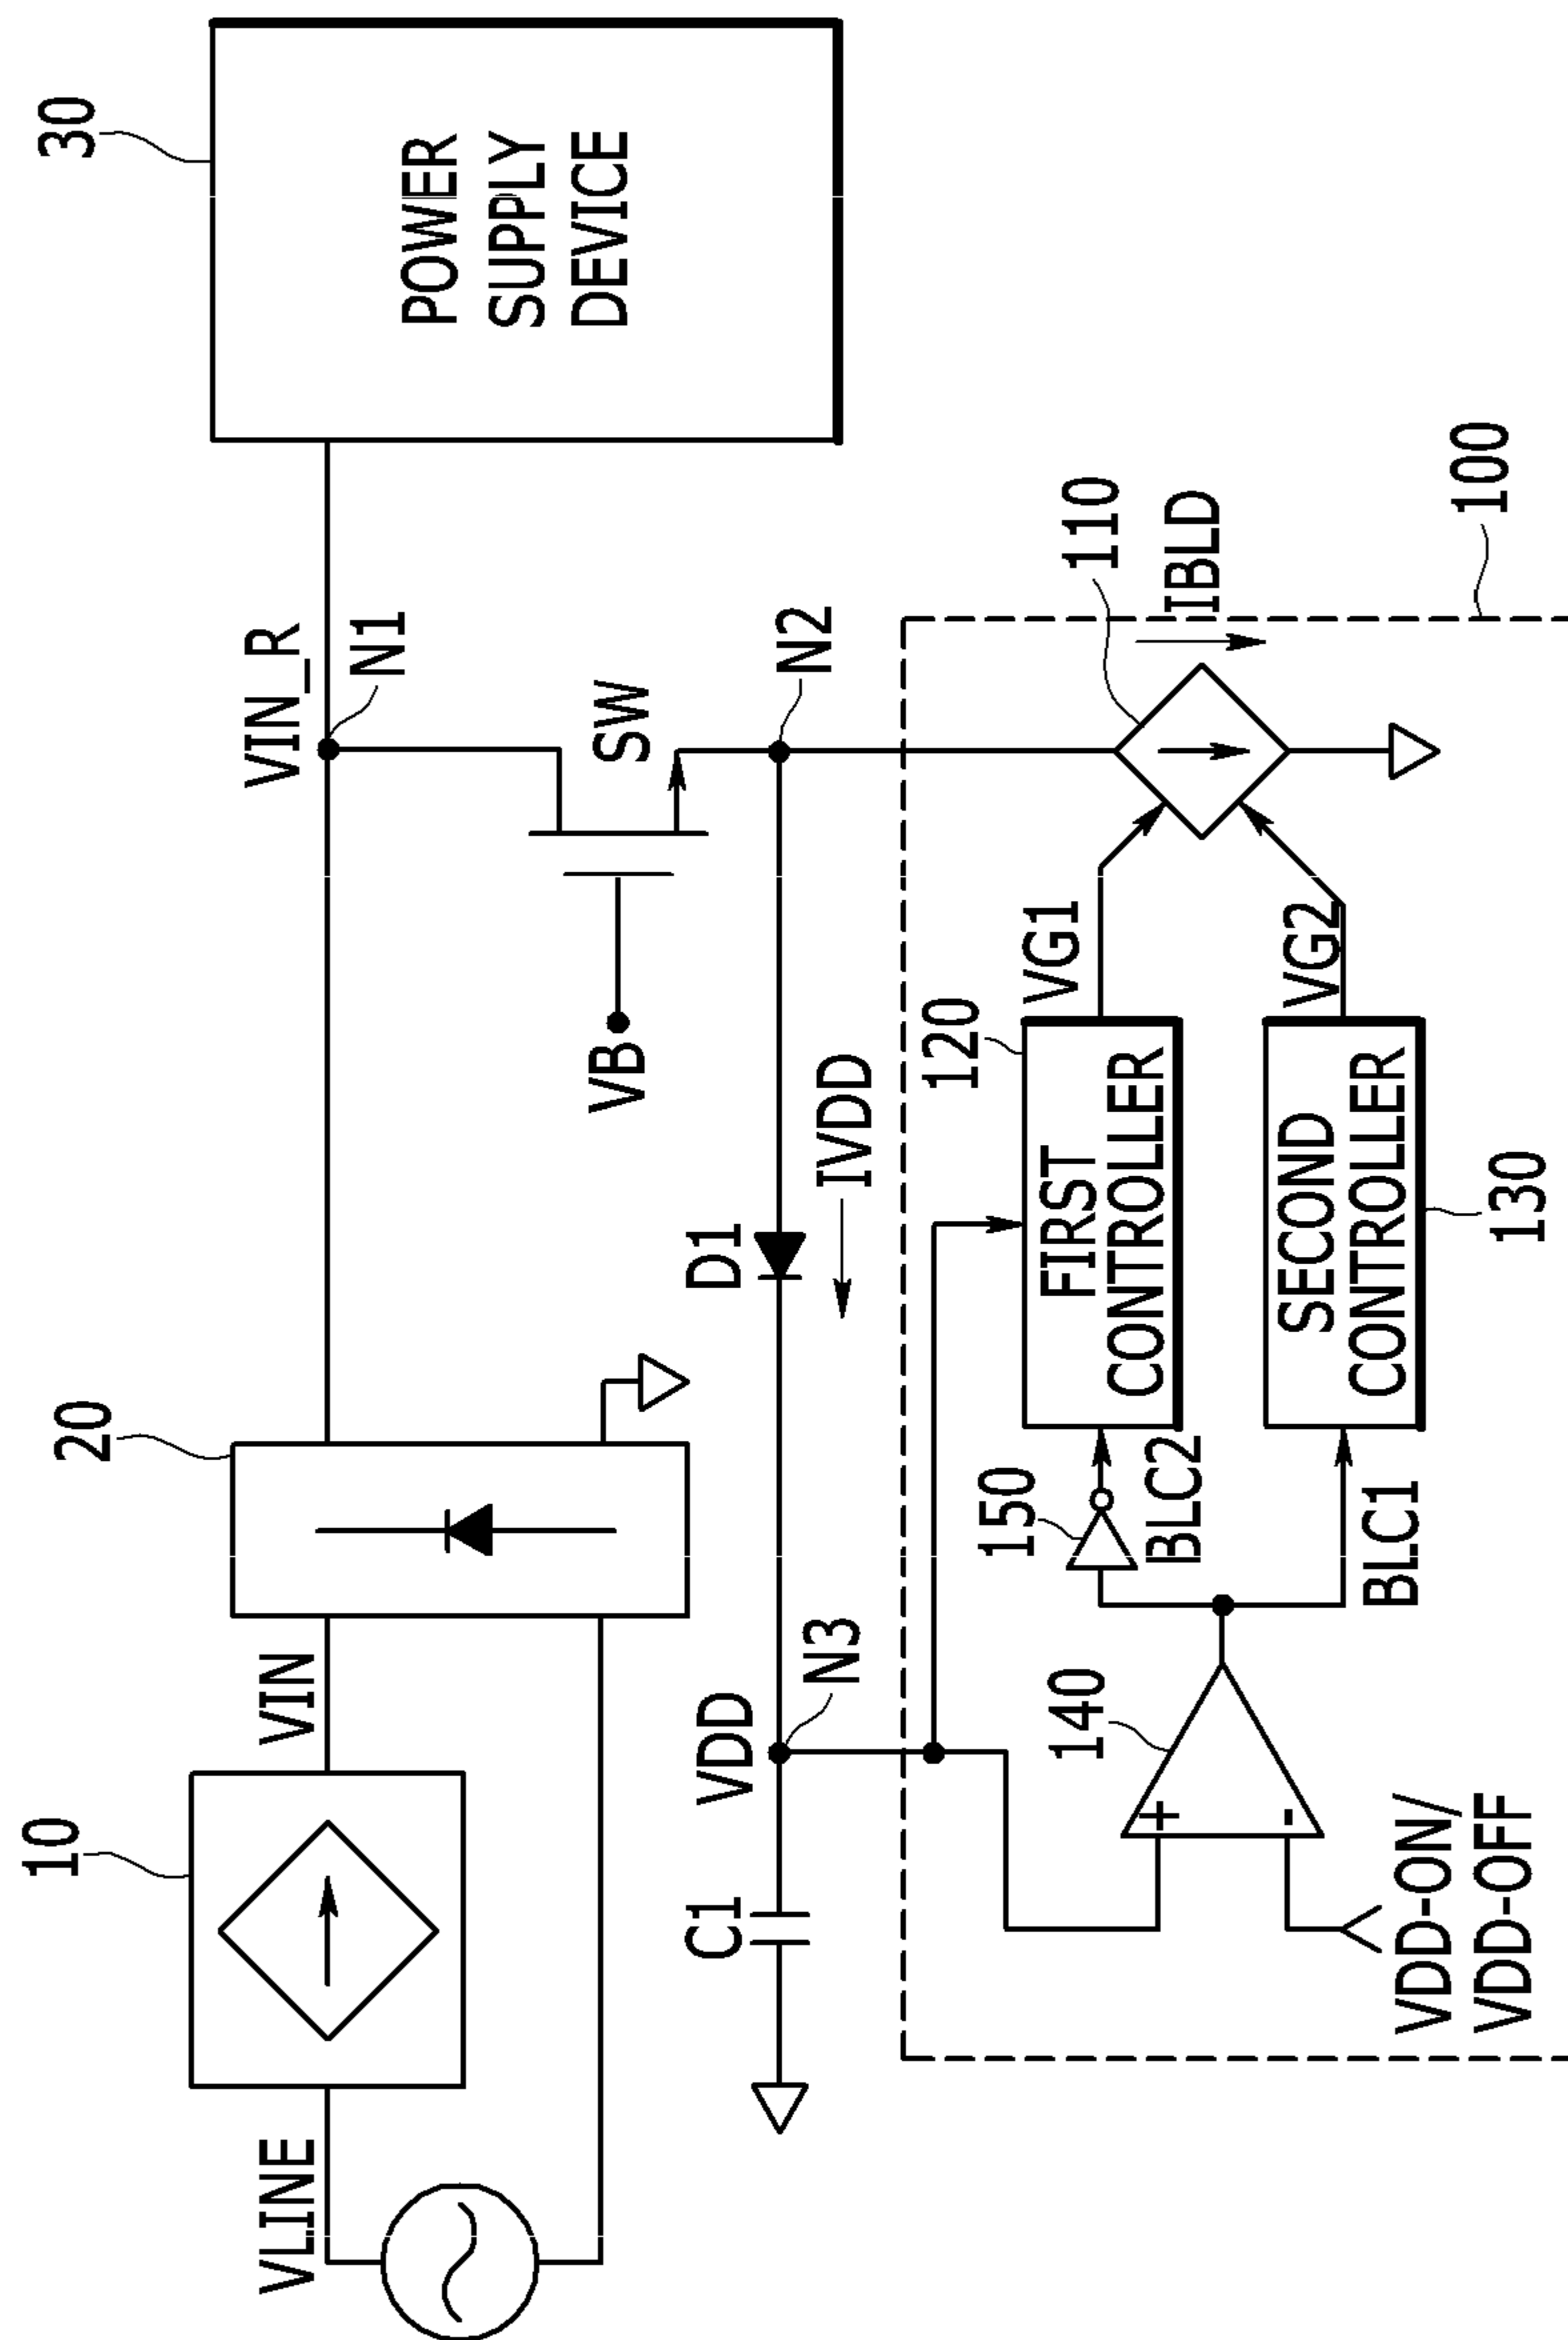 10
20
30
VLINE
VIN
VIN_R
N1
POWER
SUPPLY
DEVICE
SW
VB
C1
VDD
N3
D1
IVDD
N2
140
150
120
VG1
110
IBLD
+
-
BLC2
FIRST
CONTROLLER
VG2
SECOND
CONTROLLER
BLC1
130
100
VDD-ON/
VDD-OFF